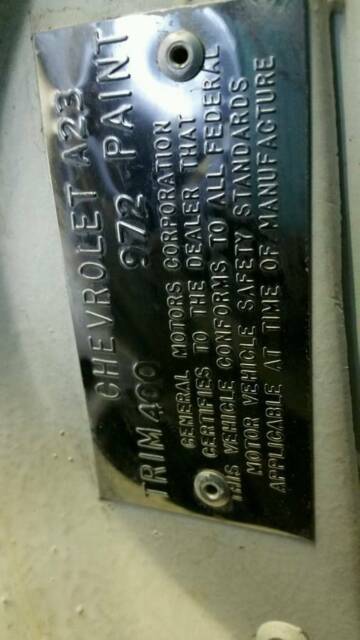 CHEVROLET A23
TRIM 400 972 PAINT
GENERAL MOTORS CORPORATION
CERTIFIES TO THE DEALER THAT
THIS VEHICLE CONFORMS TO ALL FEDERAL
MOTOR VEHICLE SAFETY STANDARDS
APPLICABLE AT TIME OF MANUFACTURE